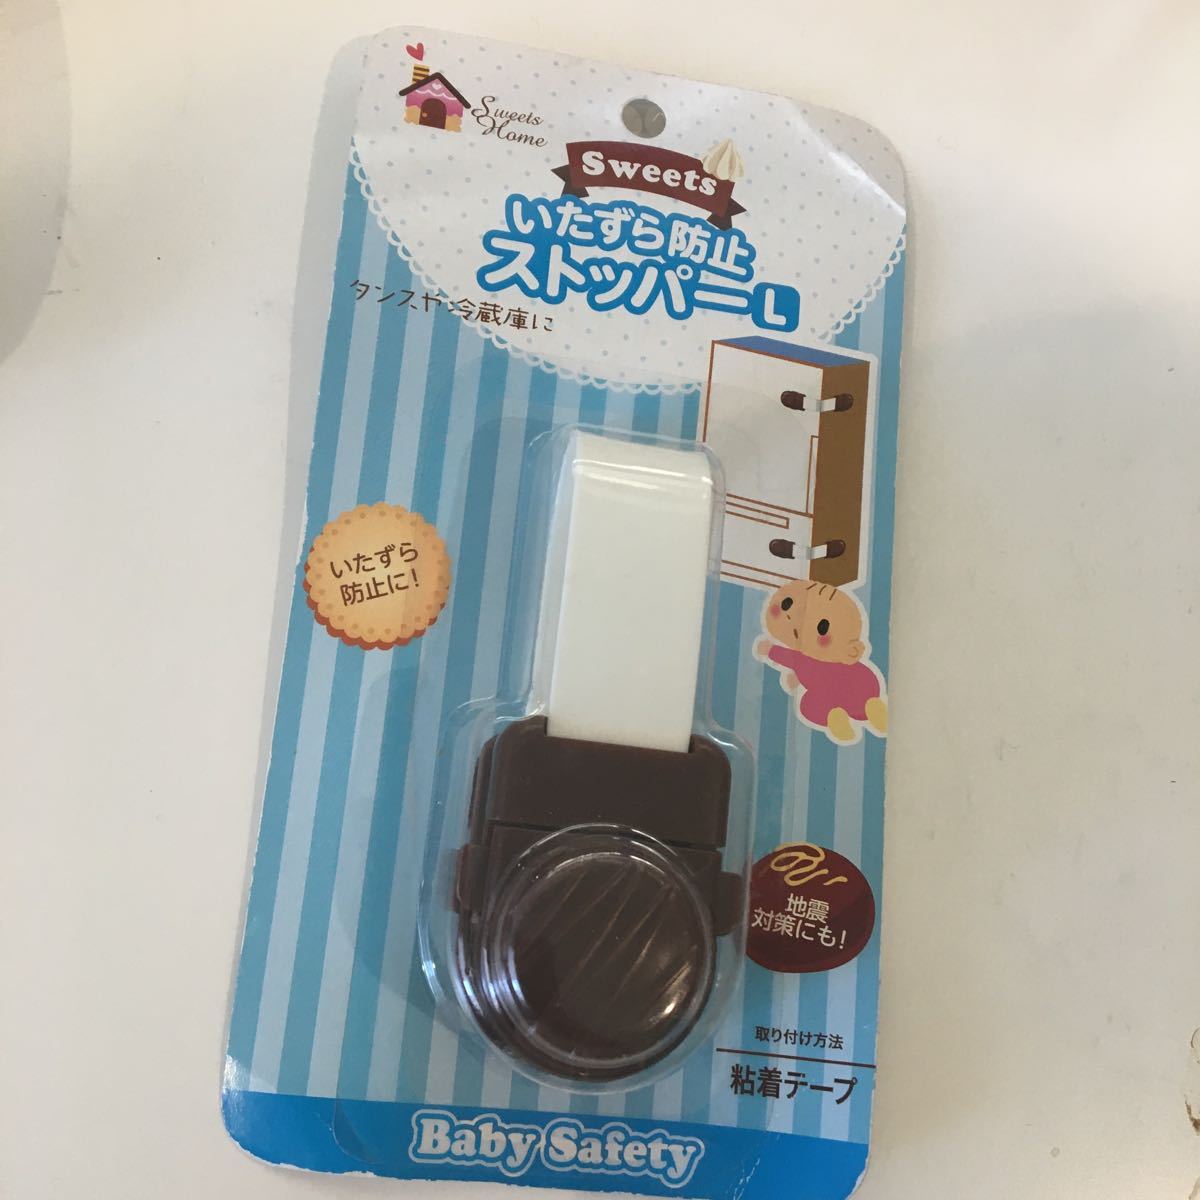 Sweets
Home
Sweets
いたずら防止
ストッパーL
タンスや冷蔵庫に
いたずら
防止に!
地震
対策にも!
取り付け方法
粘着テープ
Baby Safety